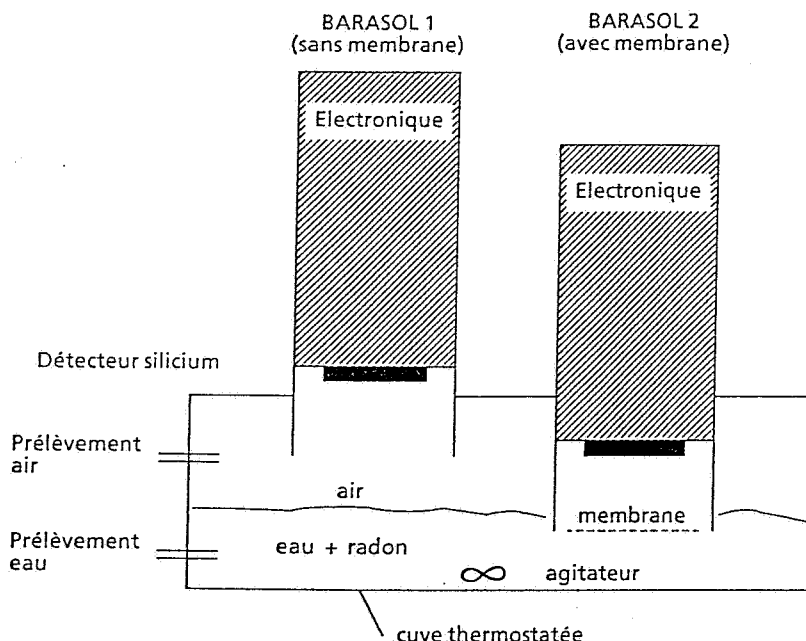 BARASOL 1
(sans membrane)
BARASOL 2
(avec membrane)
Electronique
Electronique
Détecteur silicium
Prélèvement
air
air
membrane
Prélèvement
eau
eau + radon
agitateur
cuve thermostatée